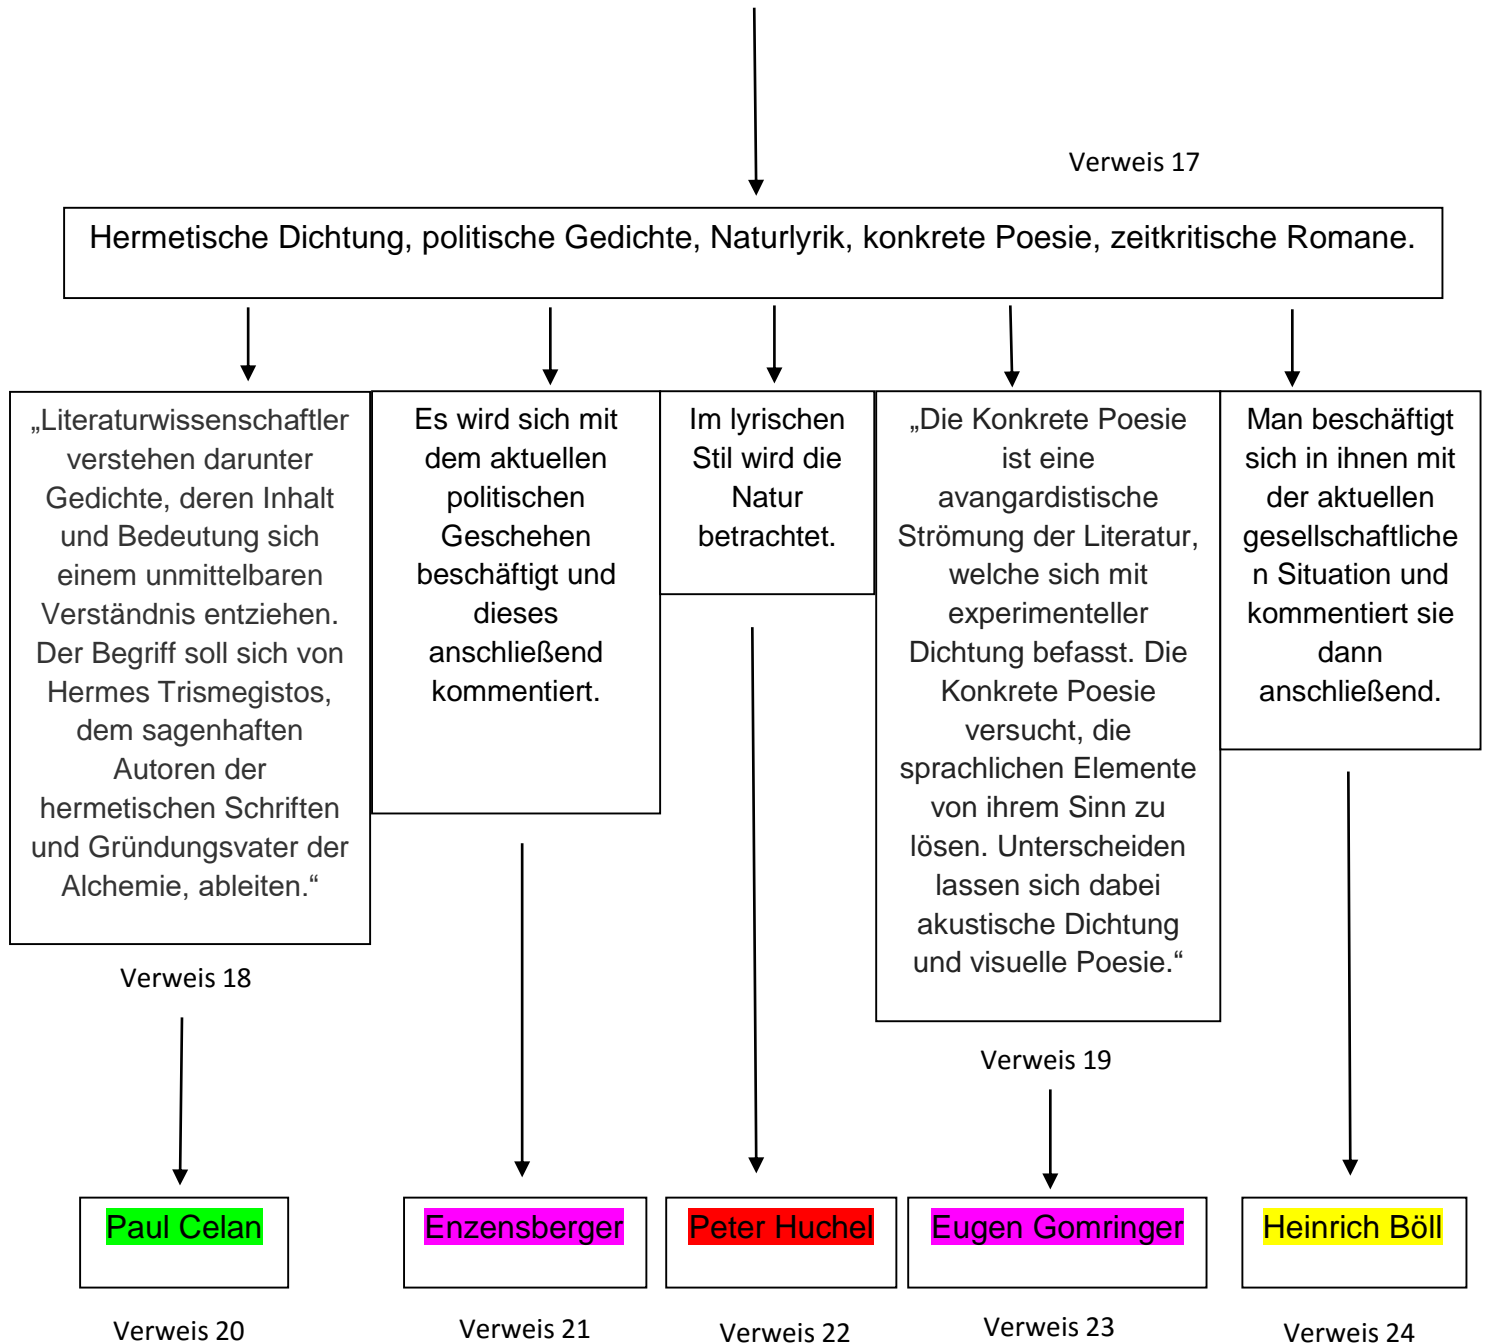 Verweis 17
Hermetische Dichtung, politische Gedichte, Naturlyrik, konkrete Poesie, zeitkritische Romane.
„Literaturwissenschaftler
verstehen darunter
Gedichte, deren Inhalt
und Bedeutung sich
einem unmittelbaren
Verständnis entziehen.
Der Begriff soll sich von
Hermes Trismegistos,
dem sagenhaften
Autoren der
hermetischen Schriften
und Gründungsvater der
Alchemie, ableiten.“
Verweis 18
Es wird sich mit
dem aktuellen
politischen
Geschehen
beschäftigt und
dieses
anschließend
kommentiert.
Im lyrischen
Stil wird die
Natur
betrachtet.
„Die Konkrete Poesie
ist eine
avangardistische
Strömung der Literatur,
welche sich mit
experimenteller
Dichtung befasst. Die
Konkrete Poesie
versucht, die
sprachlichen Elemente
von ihrem Sinn zu
lösen. Unterscheiden
lassen sich dabei
akustische Dichtung
und visuelle Poesie.“
Verweis 19
Man beschäftigt
sich in ihnen mit
der aktuellen
gesellschaftliche
n Situation und
kommentiert sie
dann
anschließend.
Paul Celan
Enzensberger
Peter Huchel
Eugen Gomringer
Heinrich Böll
Verweis 20
Verweis 21
Verweis 22
Verweis 23
Verweis 24